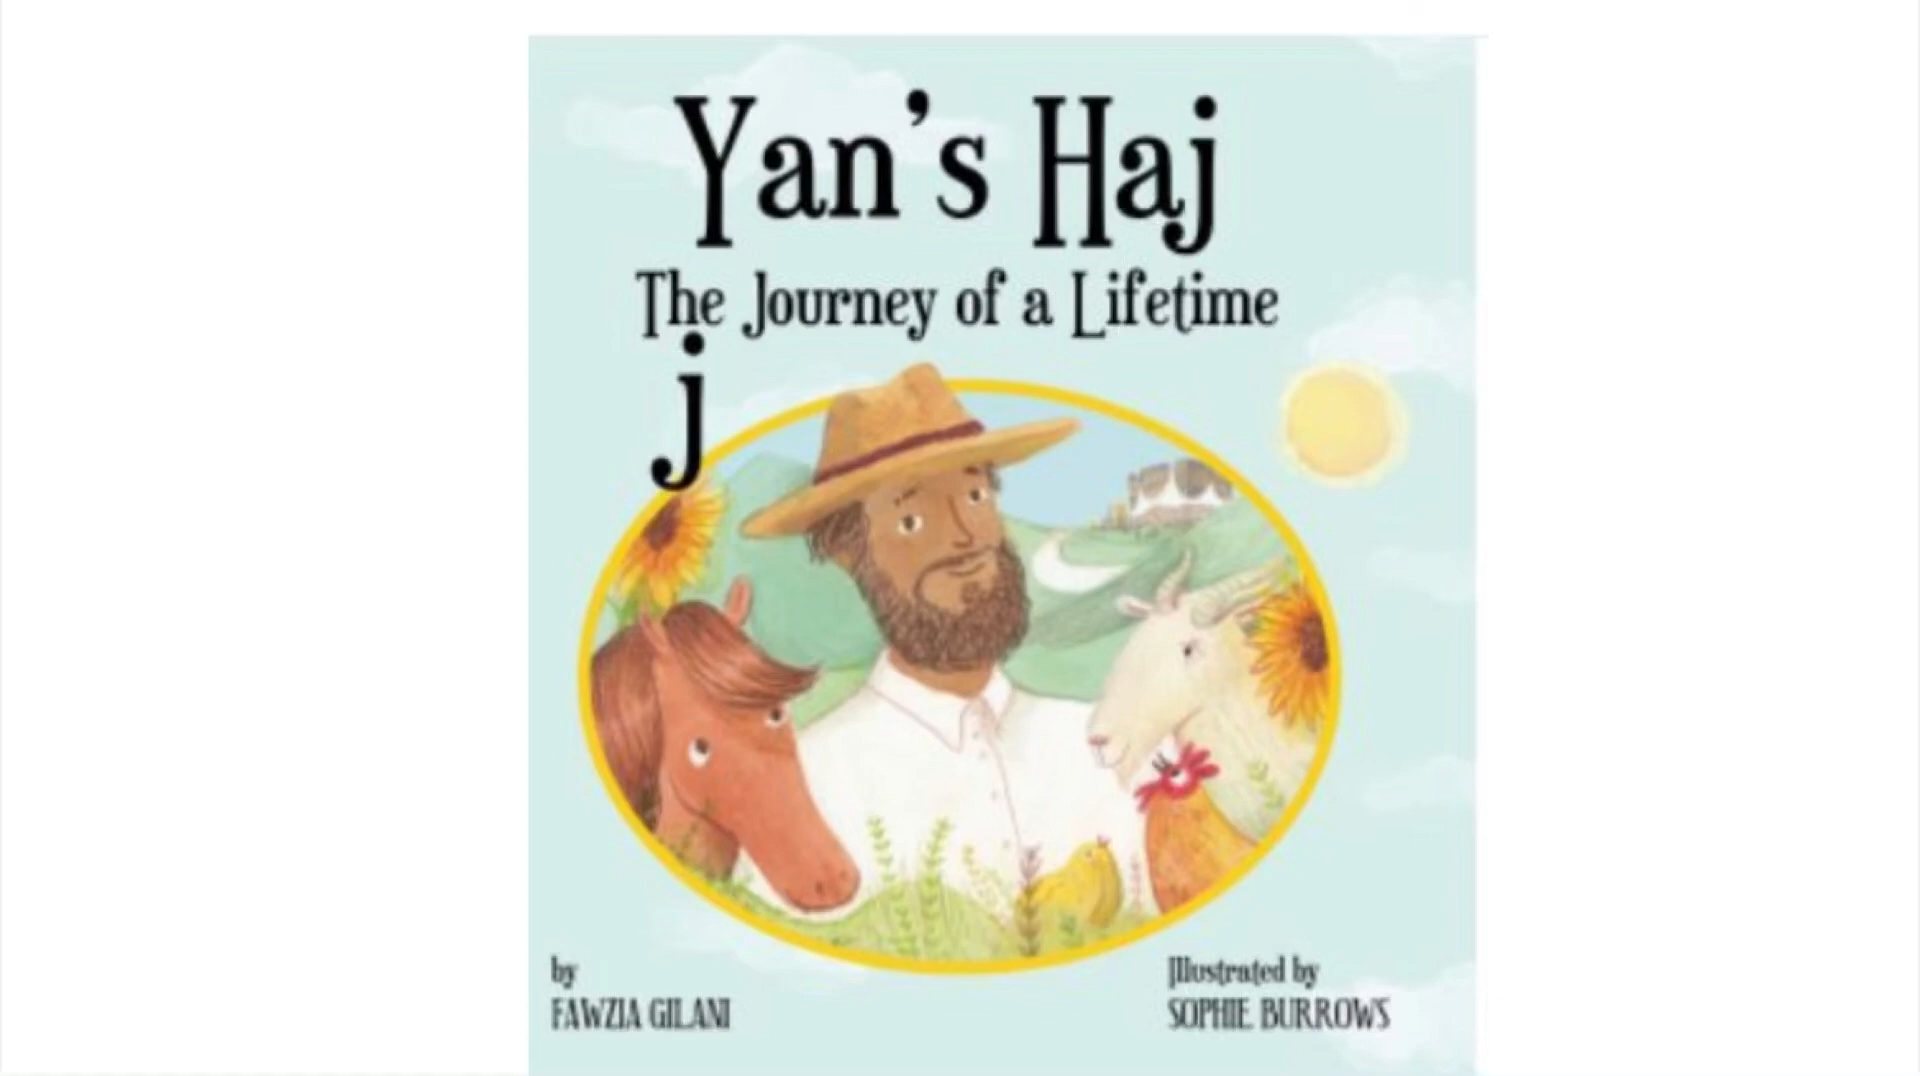 Yan's Haj
The Journey of a Lifetime
j
by
FAWZIA GILANI
Illustrated by
SOPHIE BURROWS